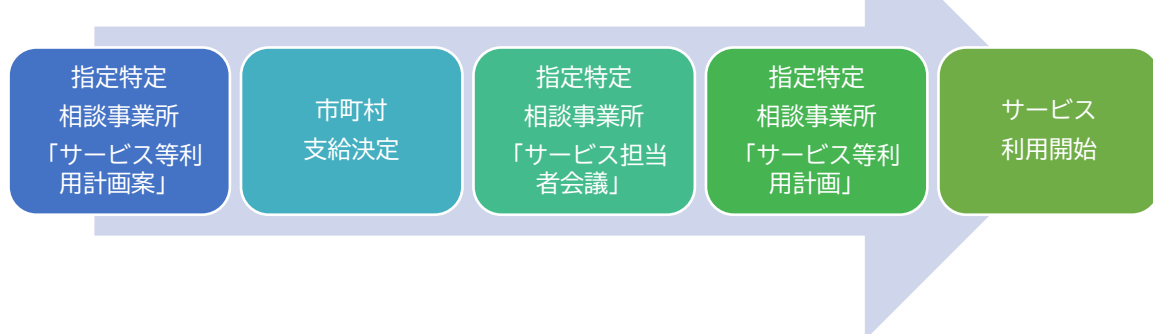 指定特定
相談事業所
「サービス等利
用計画案」
市町村
支給決定
指定特定
相談事業所
「サービス担当
者会議」
指定特定
相談事業所
「サービス等利
用計画」
サービス
利用開始